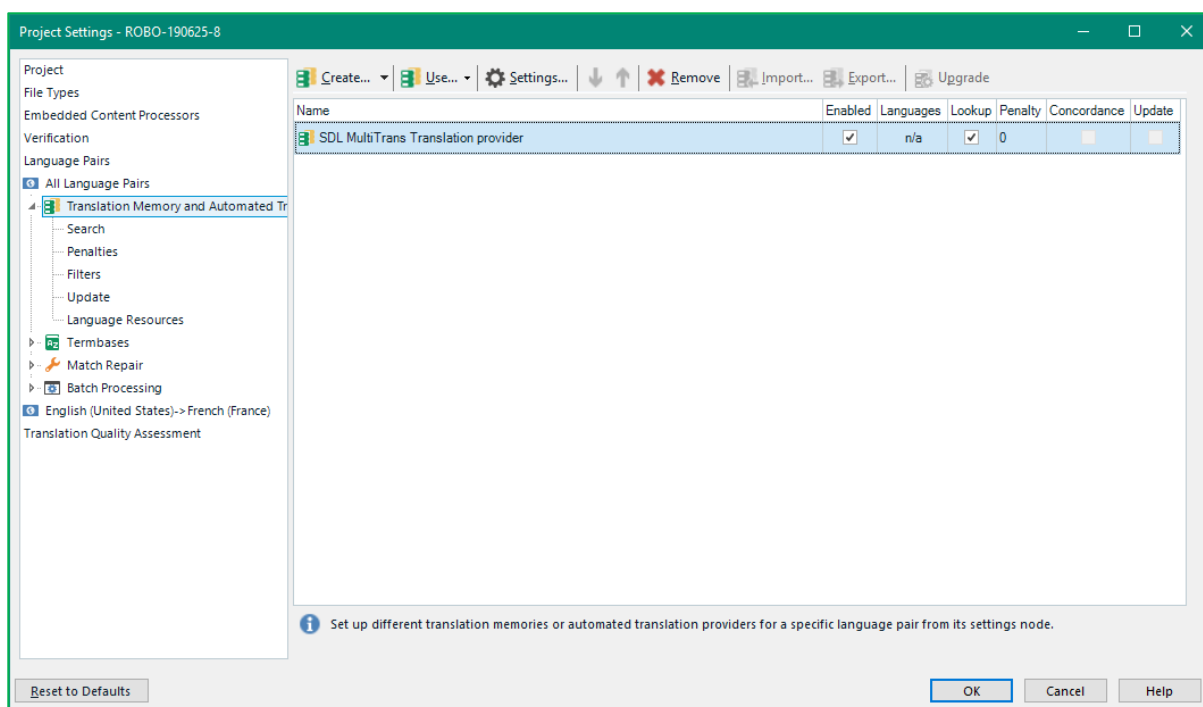 Project Settings - ROBO-190625-8
Project
File Types
Embedded Content Processors
Verification
Language Pairs
All Language Pairs
Translation Memory and Automated Tr
Search
Penalties
Filters
Update
Language Resources
Termbases
Match Repair
Batch Processing
English (United States)->French (France)
Translation Quality Assessment
Create... Use... Settings... Remove Import... Export... Upgrade
Name Enabled Languages Lookup Penalty Concordance Update
SDL MultiTrans Translation provider n/a 0
Set up different translation memories or automated translation providers for a specific language pair from its settings node.
Reset to Defaults OK Cancel Help